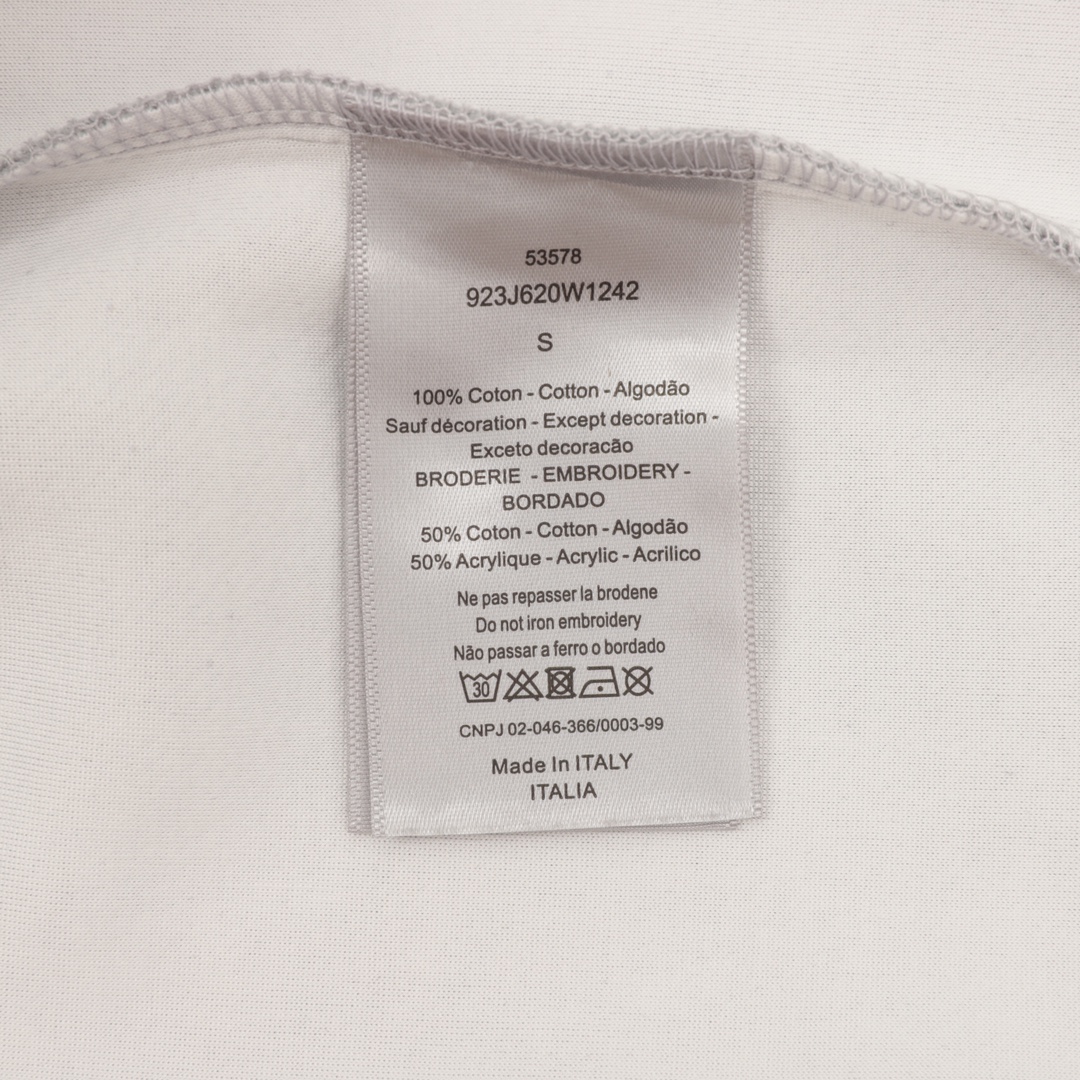 53578
923J620W1242
S
100% Coton - Cotton - Algodão
Sauf décoration - Except decoration -
Exceto decoracão
BRODERIE - EMBROIDERY -
BORDADO
50% Coton - Cotton - Algodão
50% Acrylique - Acrylic - Acrilico
Ne pas repasser la brodene
Do not iron embroidery
Não passar a ferro o bordado
30
CNPJ 02-046-366/0003-99
Made In ITALY
ITALIA